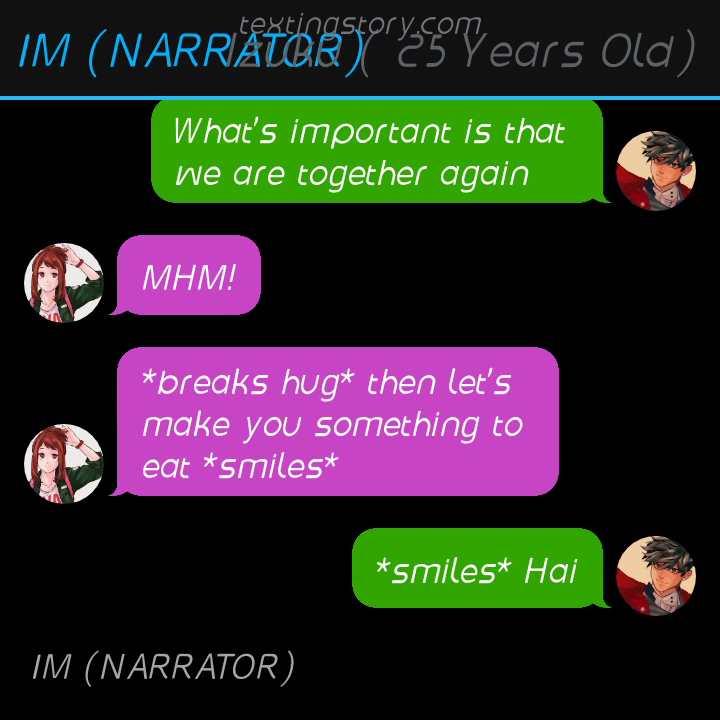 textingstory.com
IM (NARRATOR)
Izuku ( 25 Years Old)
What's important is that
we are together again
MHM!
*breaks hug* then let's
make you something to
eat *smiles*
*smiles* Hai
IM (NARRATOR)